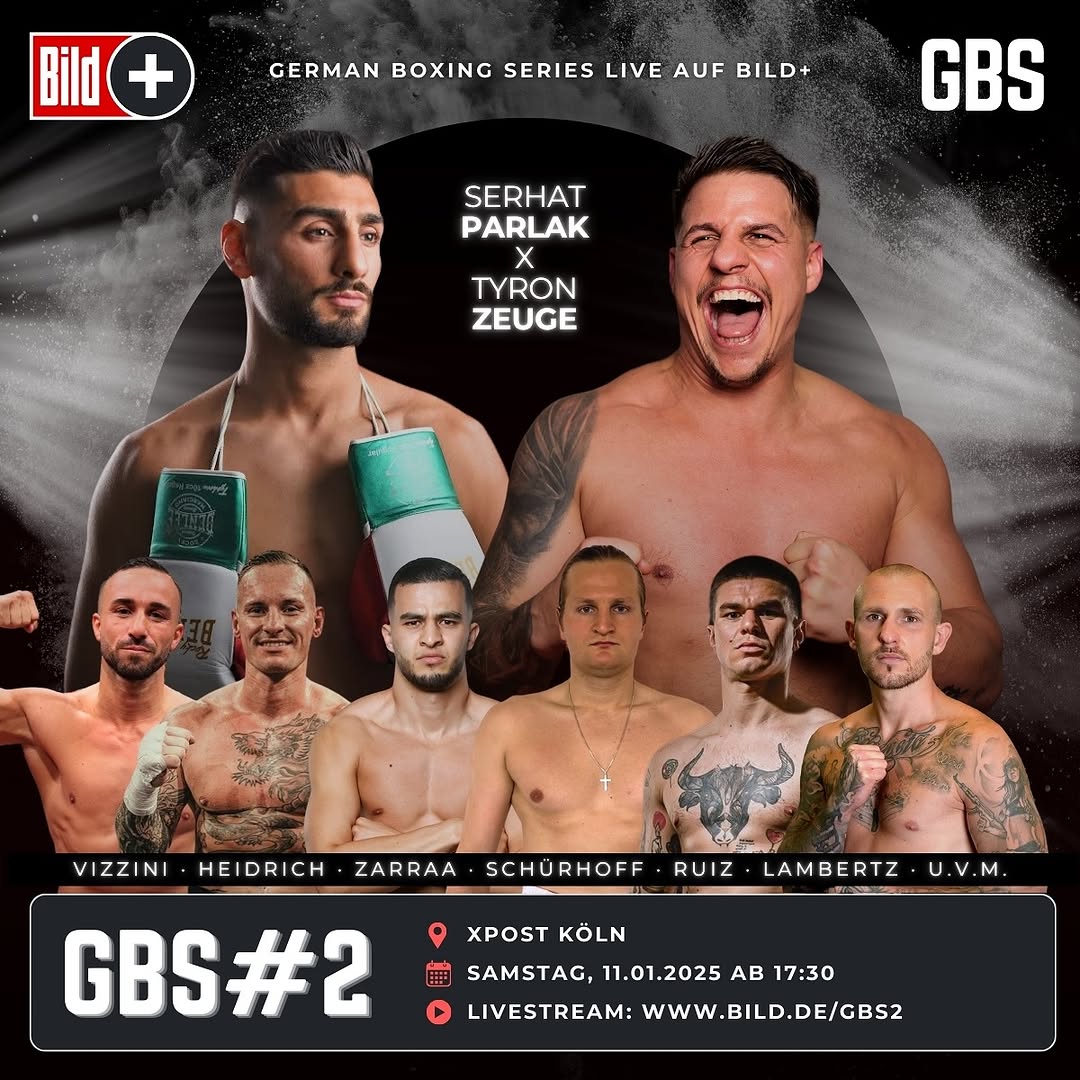 Bild +
GERMAN BOXING SERIES LIVE AUF BILD+
GBS
SERHAT
PARLAK
X
TYRON
ZEUGE
VIZZINI · HEIDRICH · ZARRAA · SCHÜRHOFF · RUIZ · LAMBERTZ · U.V.M.
GBS#2
XPOST KÖLN
SAMSTAG, 11.01.2025 AB 17:30
LIVESTREAM: WWW.BILD.DE/GBS2